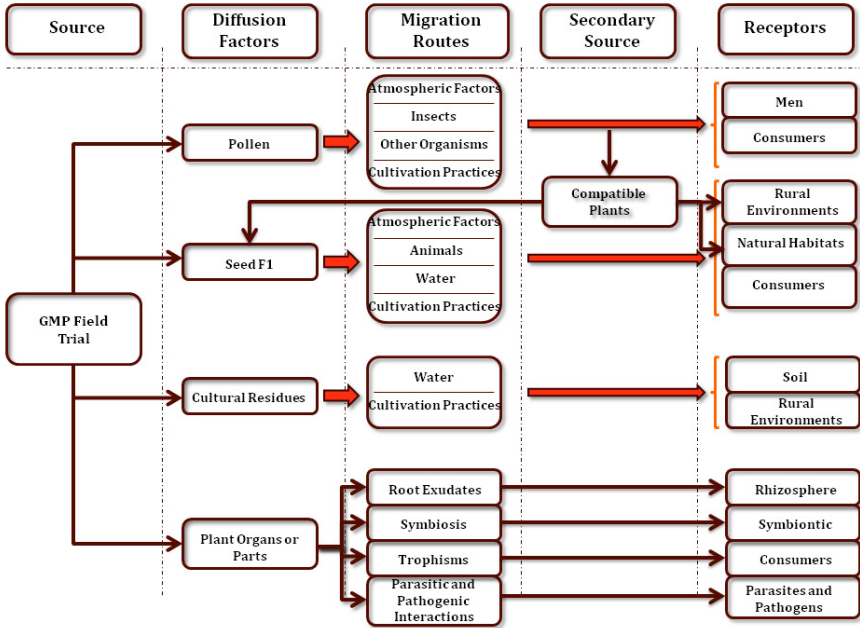 Source
Diffusion
Factors
Migration
Routes
Secondary
Source
Receptors
Atmospheric Factors
Insects
Other Organisms
Cultivation Practices
Men
Consumers
Pollen
Compatible
Plants
Rural
Environments
Natural Habitats
Consumers
Atmospheric Factors
Animals
Water
Cultivation Practices
Seed F1
GMP Field
Trial
Water
Cultivation Practices
Cultural Residues
Soil
Rural
Environments
Root Exudates
Rhizosphere
Symbiosis
Symbiontic
Plant Organs or
Parts
Trophisms
Consumers
Parasitic and
Pathogenic
Interactions
Parasites and
Pathogens